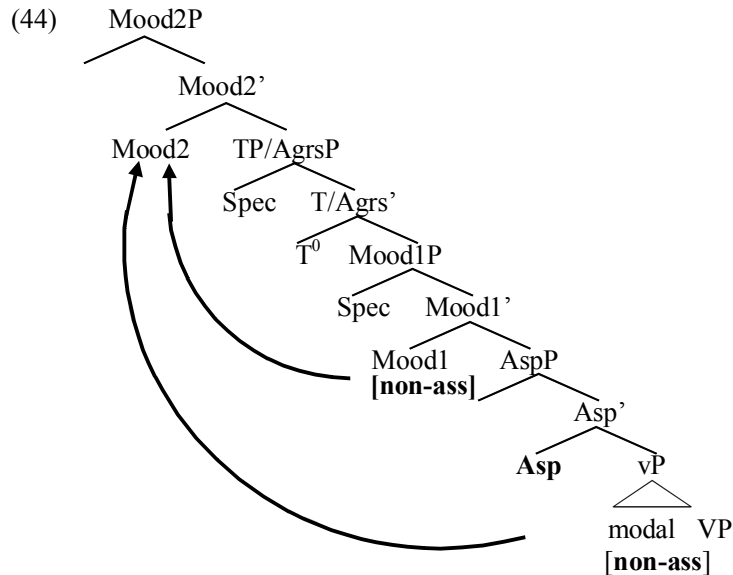 (44) Mood2P
Mood2’
Mood2 TP/AgrsP
Spec T/Agrs’
T⁰ Mood1P
Spec Mood1’
Mood1 AspP
[non-ass]
Asp’
Asp vP
modal VP
[non-ass]